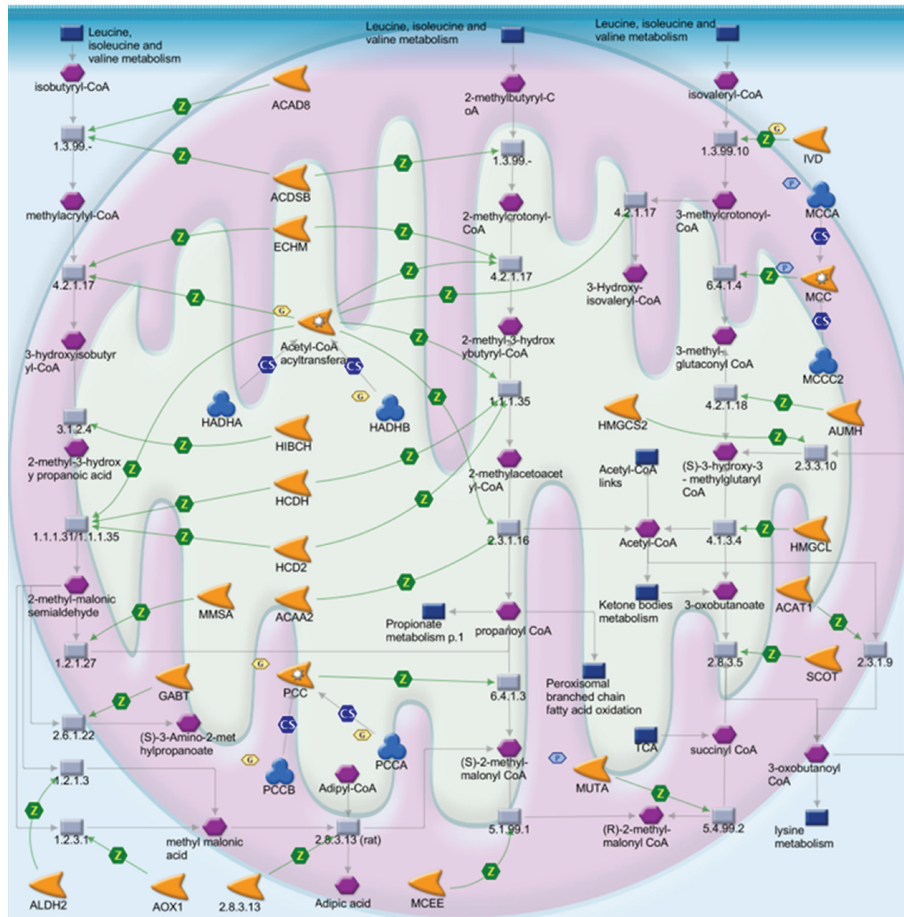 Leucine,
isoleucine and
valine metabolism
Leucine, isoleucine and
valine metabolism
Leucine, isoleucine and
valine metabolism
isobutyryl-CoA
ACAD8
2-methylbutyryl-C
oA
isovaleryl-CoA
Z
1.3.99.-
Z
Z
1.3.99.-
1.3.99.10
Z
G
IVD
ACDSB
P
MCCA
methylacrylyl-CoA
2-methylcrotonyl-
CoA
4.2.1.17
3-methylcrotonoyl-
CoA
CS
ECHM
Z
Z
4.2.1.17
Z
Z
4.2.1.17
Z
3-Hydroxy-
isovaleryl-CoA
6.4.1.4
Z
P
MCC
G
Acetyl-CoA
acyltransfera
CS
3-hydroxyisobutyr
yl-CoA
Z
2-methyl-3-hydrox
ybutyryl-CoA
3-methyl-
glutaconyl CoA
MCCC2
CS
CS
G
HADHA
HADHB
Z
1.1.1.35
4.2.1.18
Z
AUMH
HMGCS2
3.1.2.4
Z
HIBCH
Z
2.3.3.10
2-methyl-3-hydrox
y propanoic acid
Z
Z
2-methylacetoacet
yl-CoA
Acetyl-CoA
links
(S)-3-hydroxy-3
- methylglutaryl
CoA
HCDH
Z
1.1.1.31/1.1.1.35
Z
HCD2
2.3.1.16
Acetyl-CoA
4.1.3.4
Z
HMGCL
2-methyl-malonic
semialdehyde
MMSA
Z
ACAA2
Z
Propionate
metabolism p.1
propanoyl CoA
Ketone bodies
metabolism
3-oxobutanoate
ACAT1
Z
1.2.1.27
2.8.3.5
Z
SCOT
2.3.1.9
GABT
Z
G
PCC
Z
6.4.1.3
Peroxisomal
branched chain
fatty acid oxidation
2.6.1.22
(S)-3-Amino-2-met
hylpropanoate
CS
CS
G
PCCA
TCA
succinyl CoA
G
PCCB
Adipyl-CoA
(S)-2-methyl-
malonyl CoA
P
MUTA
3-oxobutanoyl
CoA
1.2.1.3
Z
Z
1.2.3.1
methyl malonic
acid
2.8.3.13 (rat)
5.1.99.1
(R)-2-methyl-
malonyl CoA
5.4.99.2
lysine
metabolism
Z
Z
Z
ALDH2
AOX1
2.8.3.13
Adipic acid
MCEE